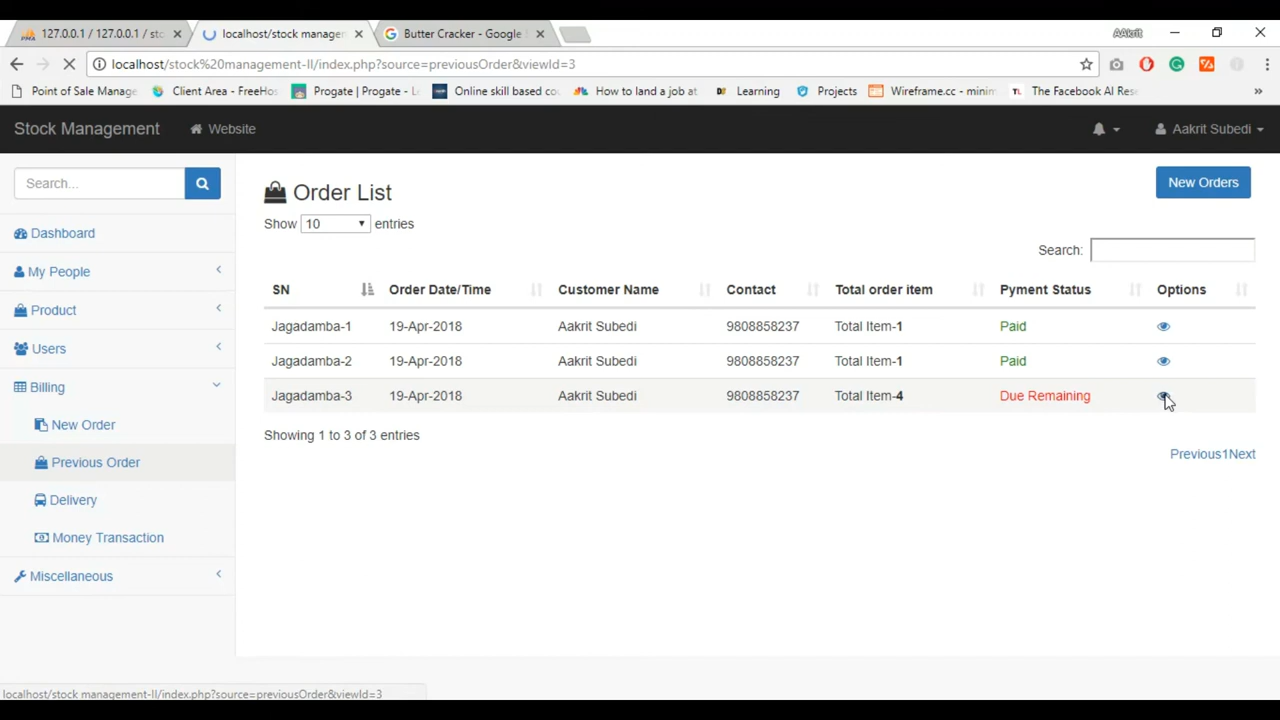 127.0.0.1 / 127.0.0.1 / sto
localhost/stock manage
Butter Cracker - Google
AAkrit
localhost/stock%20management-II/index.php?source=previousOrder&viewId=3
Point of Sale Manage
Client Area - FreeHos
Progate | Progate - Le
Online skill based co
How to land a job at
Learning
Projects
Wireframe.cc - minim
The Facebook AI Rese
Stock Management
Website
Aakrit Subedi
Search...
Order List
New Orders
Show 10 entries
Search:
Dashboard
My People
Product
Users
Billing
New Order
Previous Order
Delivery
Money Transaction
Miscellaneous
SN Order Date/Time Customer Name Contact Total order item Pyment Status Options
Jagadamba-1 19-Apr-2018 Aakrit Subedi 9808858237 Total Item-1 Paid
Jagadamba-2 19-Apr-2018 Aakrit Subedi 9808858237 Total Item-1 Paid
Jagadamba-3 19-Apr-2018 Aakrit Subedi 9808858237 Total Item-4 Due Remaining
Showing 1 to 3 of 3 entries
Previous1Next
localhost/stock management-II/index.php?source=previousOrder&viewId=3